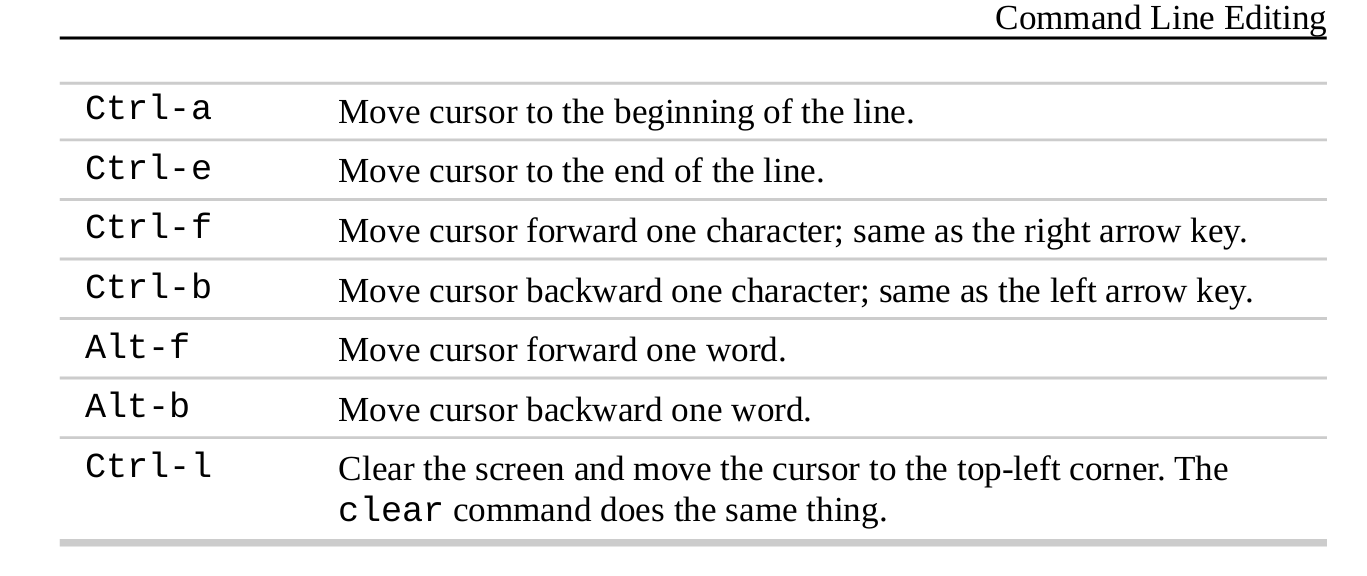 Command Line Editing
Ctrl-a Move cursor to the beginning of the line.
Ctrl-e Move cursor to the end of the line.
Ctrl-f Move cursor forward one character; same as the right arrow key.
Ctrl-b Move cursor backward one character; same as the left arrow key.
Alt-f Move cursor forward one word.
Alt-b Move cursor backward one word.
Ctrl-l Clear the screen and move the cursor to the top-left corner. The
clear command does the same thing.